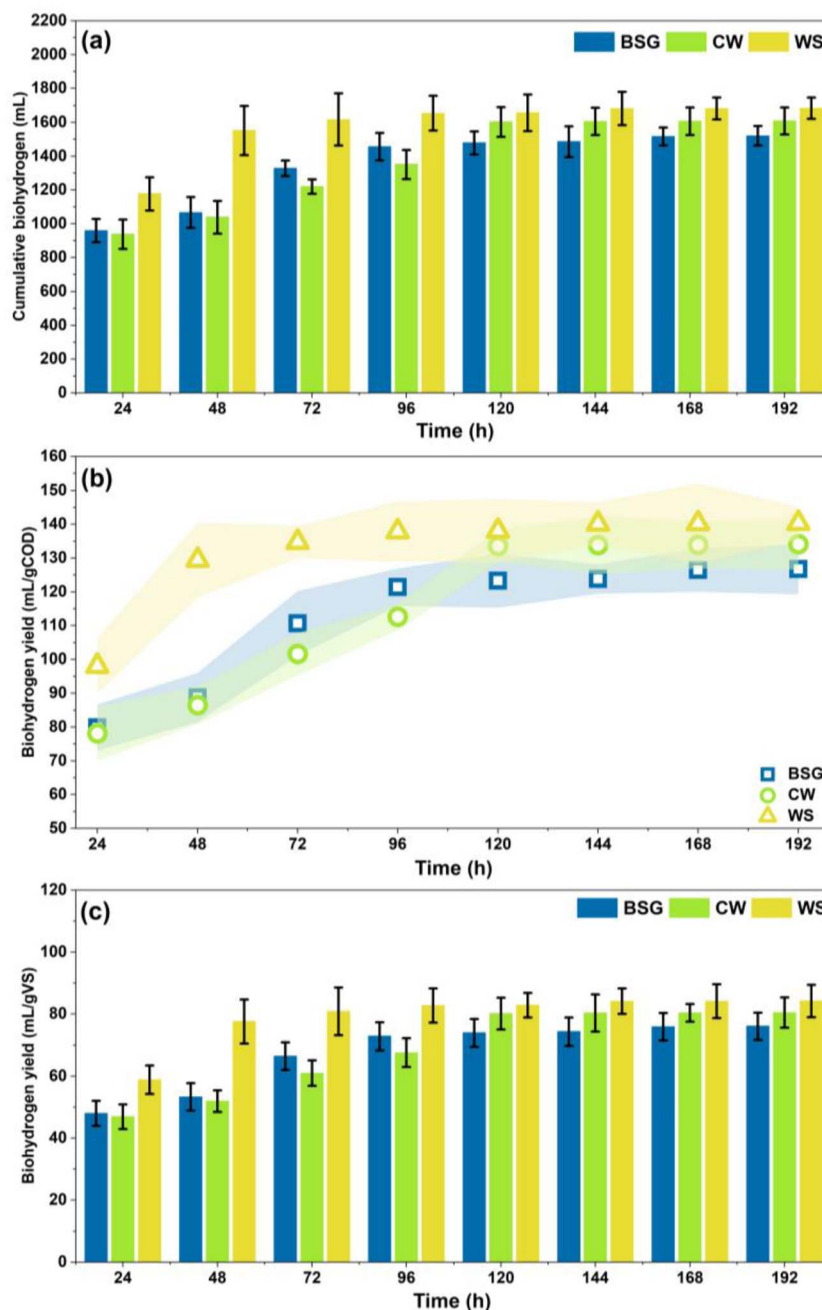 (a)
BSG CW WS
Cumulative biohydrogen (mL)
2200
2000
1800
1600
1400
1200
1000
800
600
400
200
0
24 48 72 96 120 144 168 192
Time (h)
(b)
Biohydrogen yield (mL/gCOD)
160
150
140
130
120
110
100
90
80
70
60
50
BSG
CW
WS
24 48 72 96 120 144 168 192
Time (h)
(c)
BSG CW WS
Biohydrogen yield (mL/gVS)
120
100
80
60
40
20
0
24 48 72 96 120 144 168 192
Time (h)